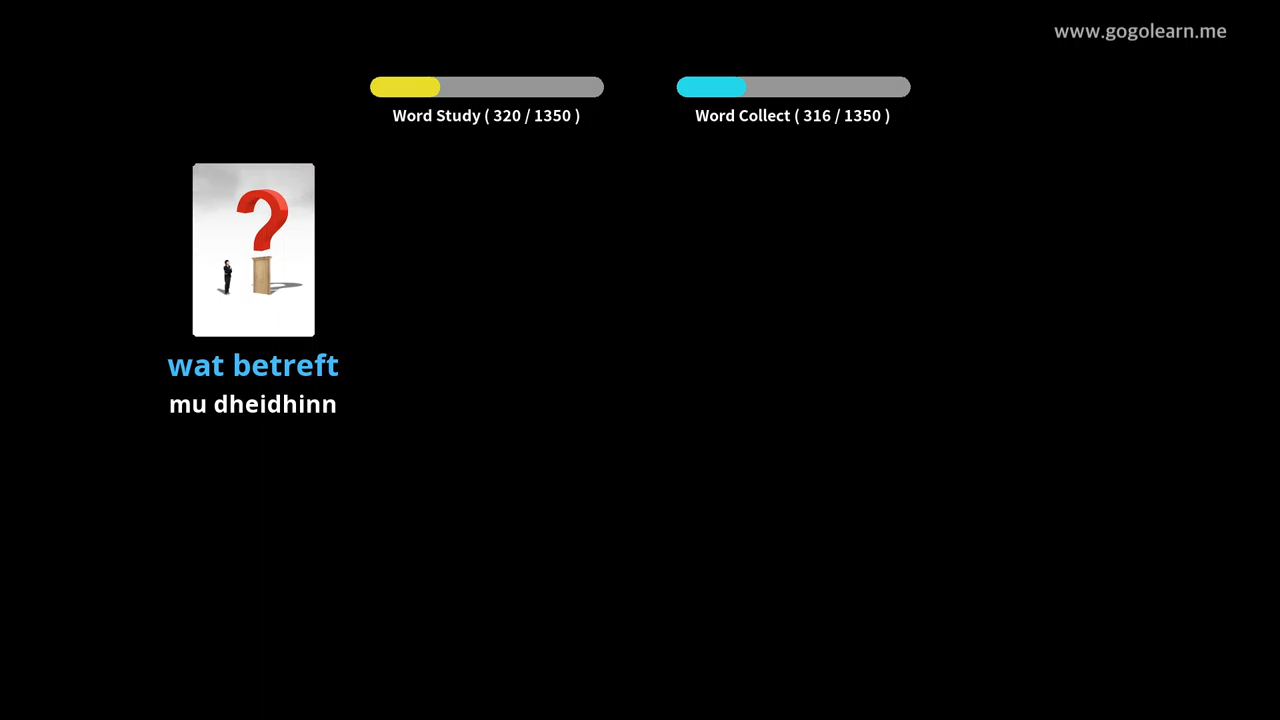 www.gogolearn.me
Word Study ( 320 / 1350 )
Word Collect ( 316 / 1350 )
wat betreft
mu dheidhinn